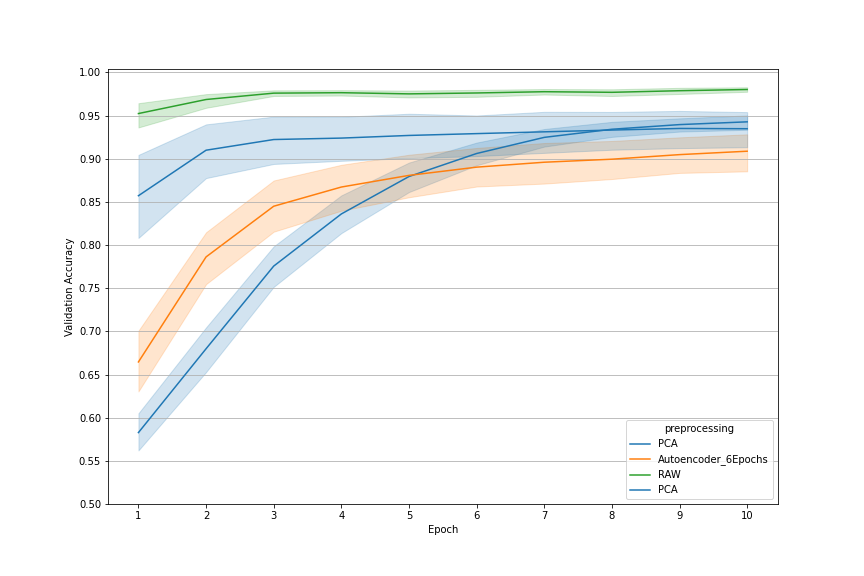 1.00
0.95
0.90
0.85
0.80
0.75
0.70
0.65
0.60
0.55
0.50
Validation Accuracy
1 2 3 4 5 6 7 8 9 10
Epoch
preprocessing
PCA
Autoencoder_6Epochs
RAW
PCA